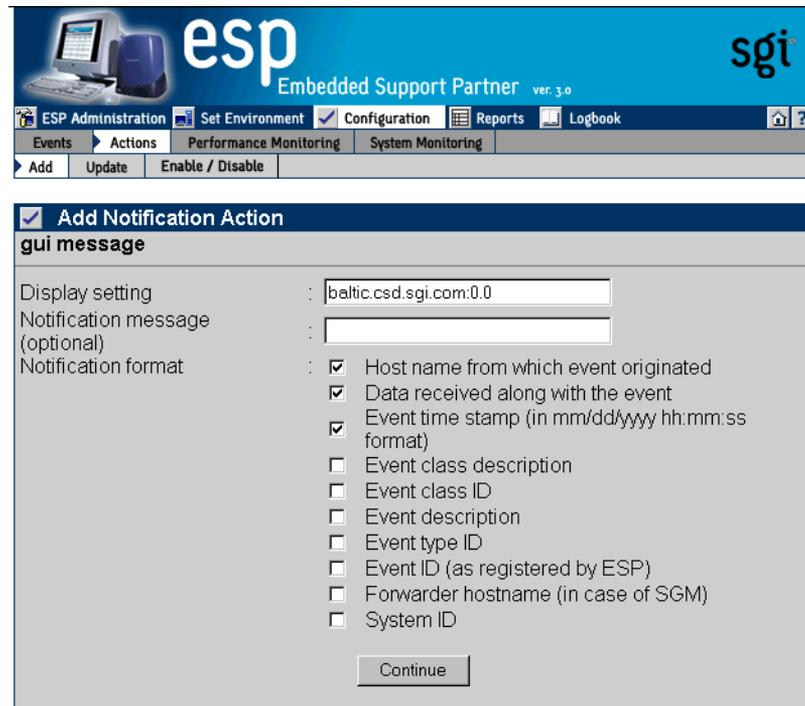 esp
sgi
Embedded Support Partner ver. 3.0
ESP Administration Set Environment Configuration Reports Logbook ?
Events Actions Performance Monitoring System Monitoring
Add Update Enable / Disable
Add Notification Action
gui message
Display setting : baltic.csd.sgi.com:0.0
Notification message
(optional) :
Notification format : Host name from which event originated
Data received along with the event
Event time stamp (in mm/dd/yyyy hh:mm:ss
format)
Event class description
Event class ID
Event description
Event type ID
Event ID (as registered by ESP)
Forwarder hostname (in case of SGM)
System ID
Continue